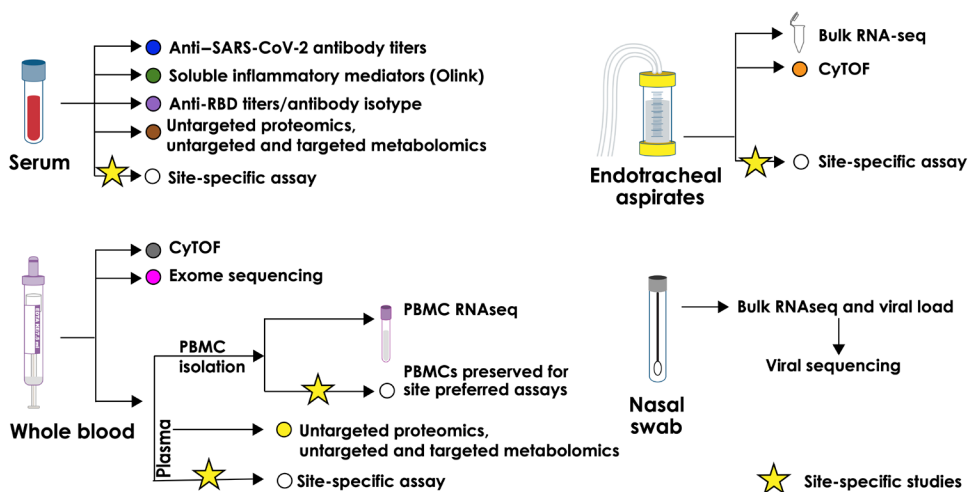 Anti–SARS-CoV-2 antibody titers
Soluble inflammatory mediators (Olink)
Anti-RBD titers/antibody isotype
Untargeted proteomics,
untargeted and targeted metabolomics
Site-specific assay
Serum
Bulk RNA-seq
CyTOF
Site-specific assay
Endotracheal
aspirates
CyTOF
Exome sequencing
PBMC
isolation
PBMC RNAseq
PBMCs preserved for
site preferred assays
Plasma
Untargeted proteomics,
untargeted and targeted metabolomics
Site-specific assay
Whole blood
Bulk RNAseq and viral load
Viral sequencing
Nasal
swab
Site-specific studies